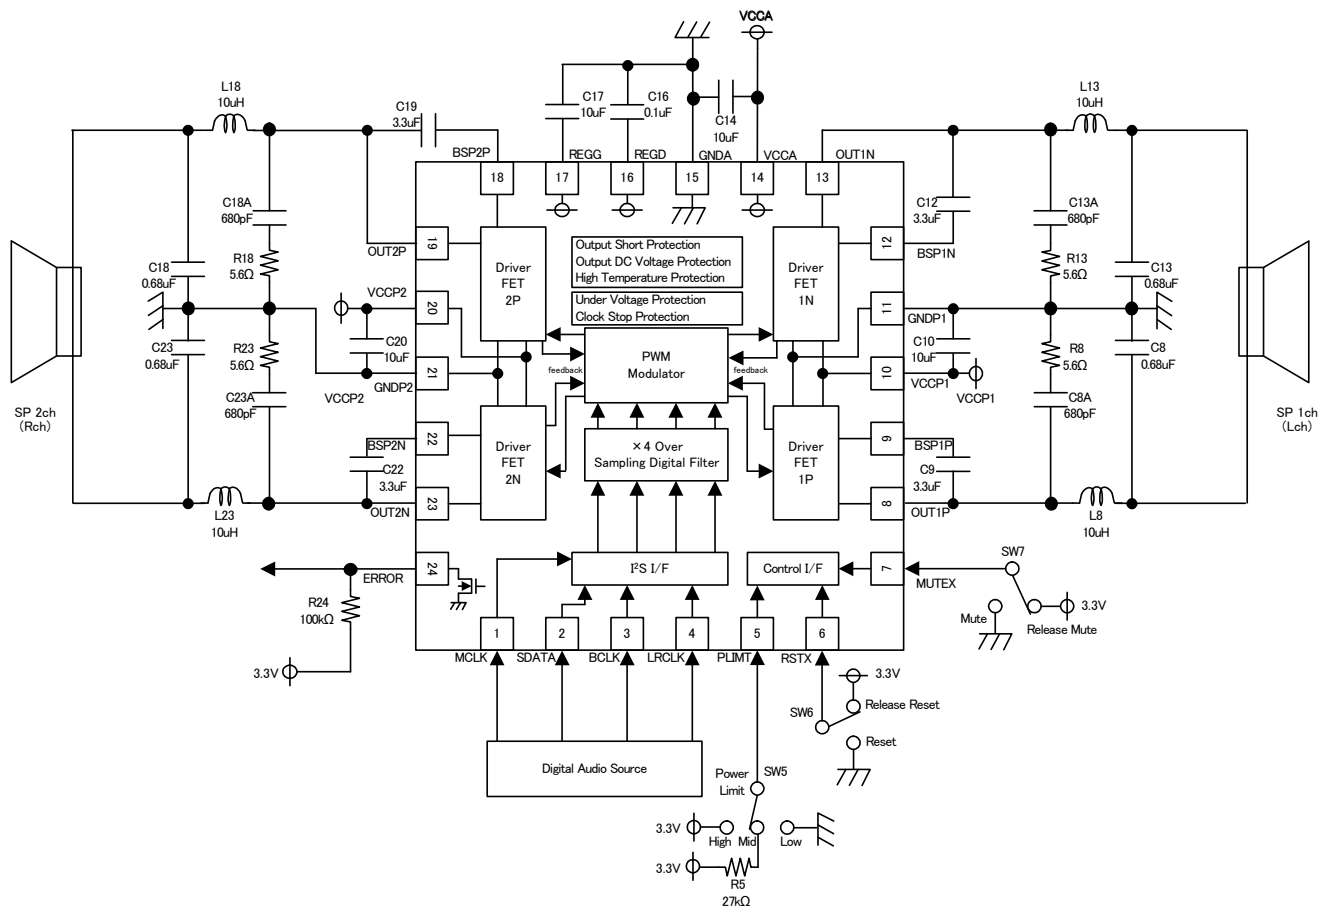 VCCA
L18
10uH
C19
3.3uF
C17
10uF
C16
0.1uF
C14
10uF
L13
10uH
BSP2P
REGG
REGD
GNDA
VCCA
OUT1N
18
17
16
15
14
13
C18A
680pF
C12
3.3uF
C13A
680pF
19
OUT2P
12
BSP1N
Driver
FET
2P
Output Short Protection
Output DC Voltage Protection
High Temperature Protection
Driver
FET
1N
C18
0.68uF
R18
5.6Ω
R13
5.6Ω
C13
0.68uF
VCCP2
20
Under Voltage Protection
Clock Stop Protection
11
GNDP1
C23
0.68uF
R23
5.6Ω
C20
10uF
PWM
Modulator
C10
10uF
R8
5.6Ω
C8
0.68uF
feedback
feedback
21
GNDP2
VCCP2
10
VCCP1
VCCP1
C23A
680pF
C8A
680pF
SP 2ch
(Rch)
SP 1ch
(Lch)
BSP2N
22
Driver
FET
2N
×4 Over
Sampling Digital Filter
Driver
FET
1P
9
BSP1P
C22
3.3uF
C9
3.3uF
23
OUT2N
8
OUT1P
L23
10uH
L8
10uH
ERROR
24
I²S I/F
Control I/F
7
MUTEX
SW7
R24
100kΩ
3.3V
Mute
3.3V
Release Mute
1
2
3
4
5
6
MCLK
SDATA
BCLK
LRCLK
PLIMT
RSTX
3.3V
Release Reset
SW6
Reset
Digital Audio Source
Power
Limit
SW5
3.3V
High
Mid
Low
3.3V
R5
27kΩ